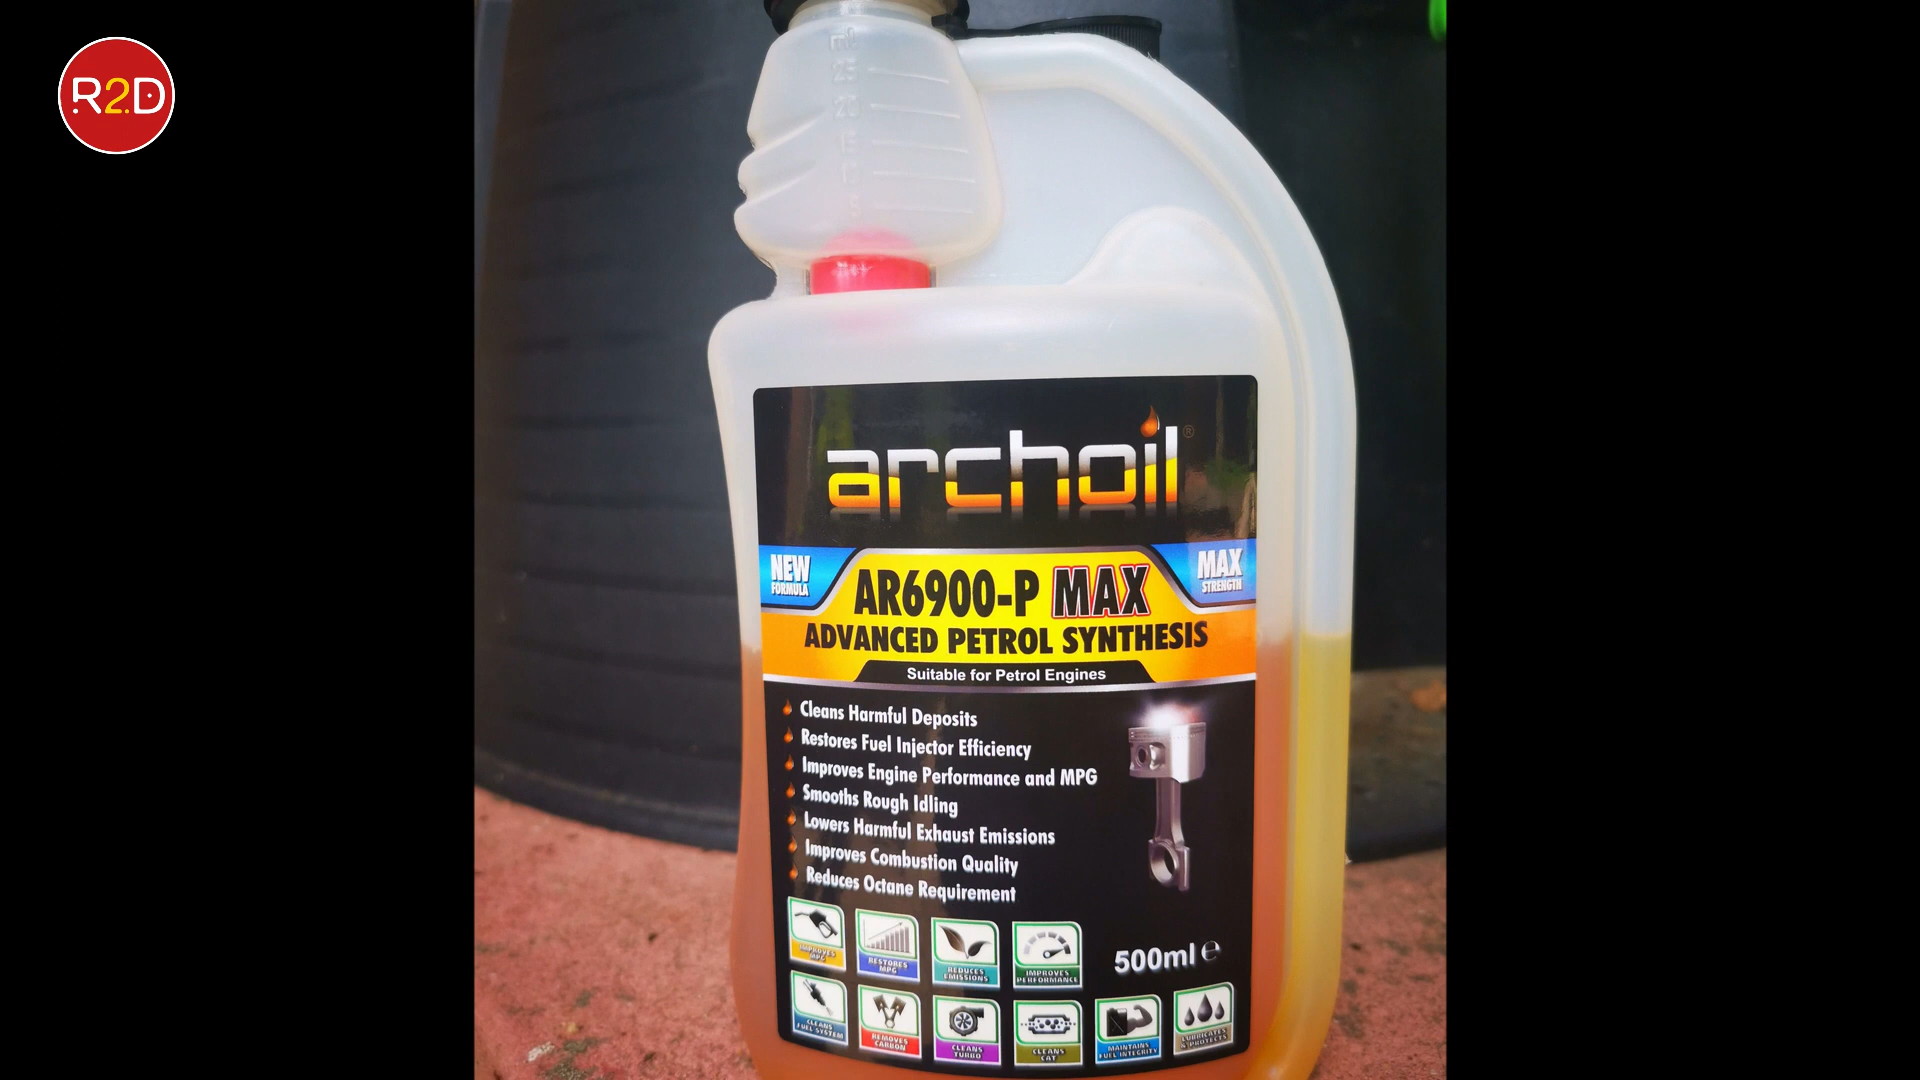 R2D
archoil®
NEW
FORMULA
AR6900-P MAX
MAX
STRENGTH
ADVANCED PETROL SYNTHESIS
Suitable for Petrol Engines
Cleans Harmful Deposits
Restores Fuel Injector Efficiency
Improves Engine Performance and MPG
Smooths Rough Idling
Lowers Harmful Exhaust Emissions
Improves Combustion Quality
Reduces Octane Requirement
IMPROVES
MPG
RESTORES
MPG
REDUCES
EMISSIONS
IMPROVES
PERFORMANCE
500ml ℮
CLEANS
FUEL SYSTEM
REMOVES
CARBON
CLEANS
TURBO
CLEANS
CAT
MAINTAINS
FUEL INTEGRITY
LUBRICATES
& PROTECTS